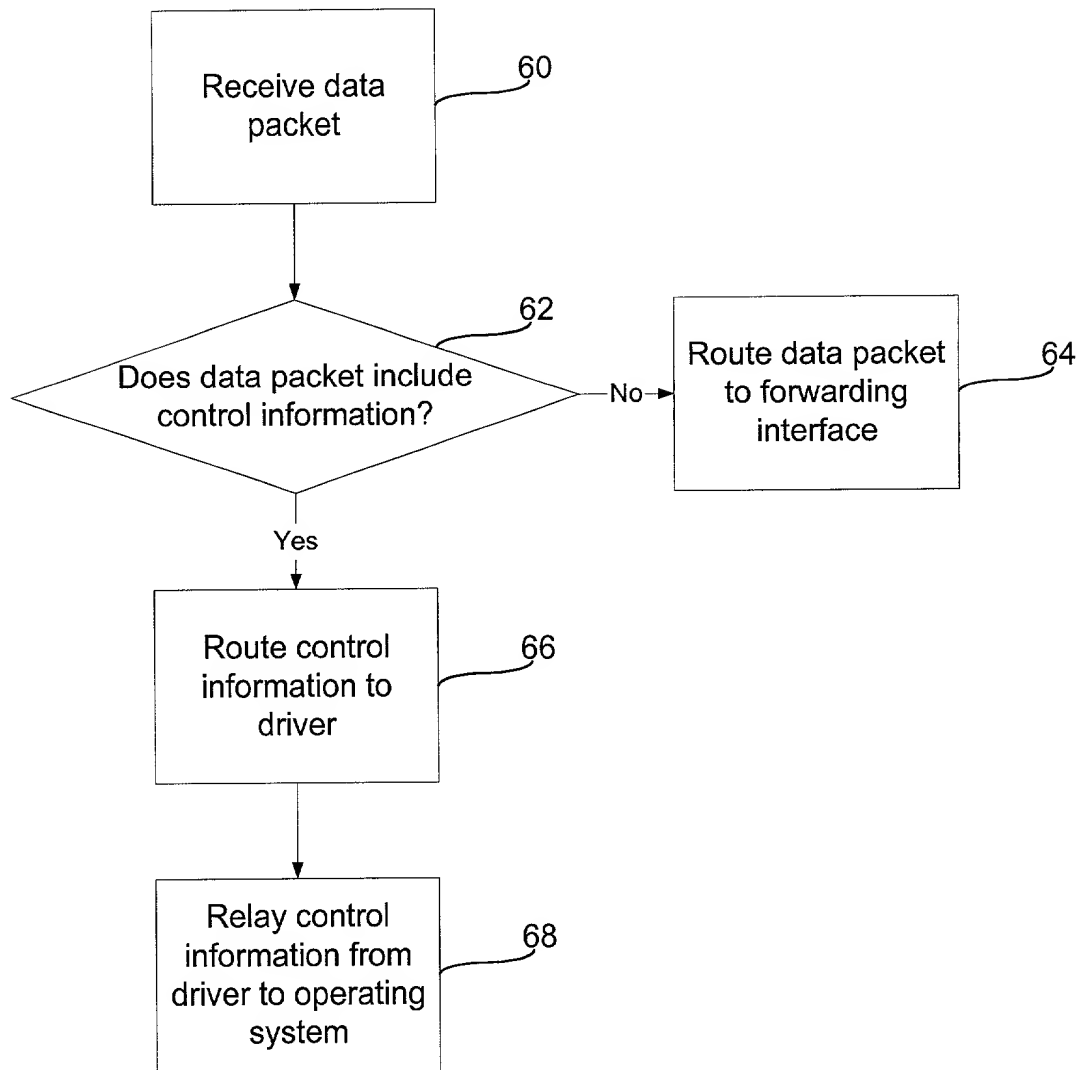 Receive data
packet
60
62
Does data packet include
control information?
No
Route data packet
to forwarding
interface
64
Yes
Route control
information to
driver
66
Relay control
information from
driver to operating
system
68